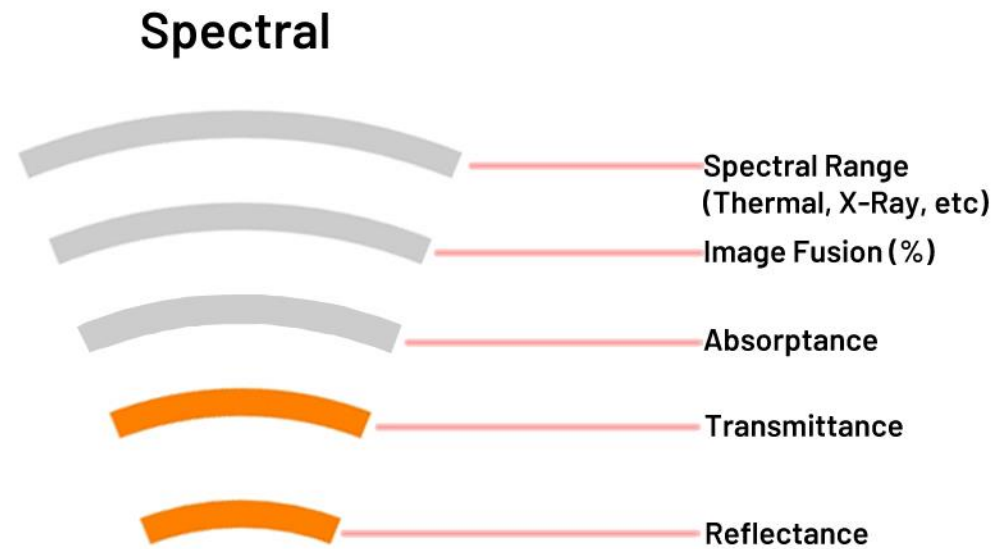 Spectral
Spectral Range
(Thermal, X-Ray, etc)
Image Fusion (%)
Absorptance
Transmittance
Reflectance